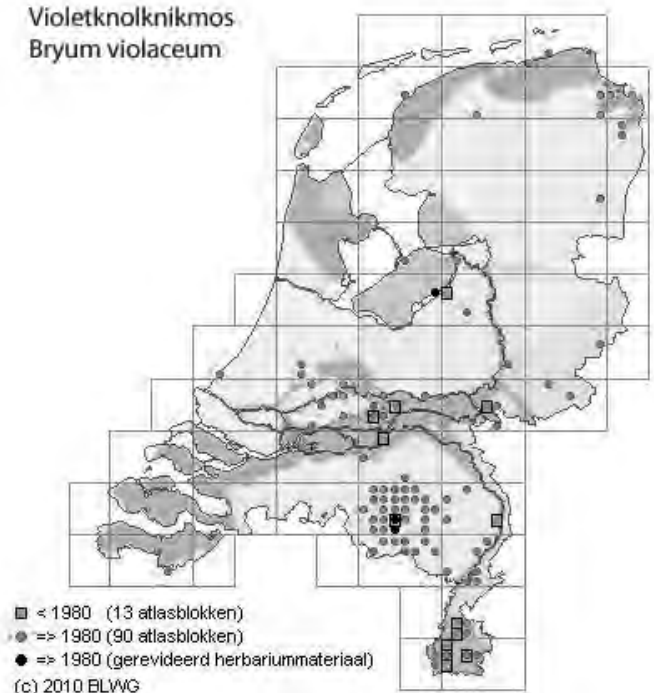 Violetknolknikmos
Bryum violaceum
< 1980 (13 atlasblokken)
=> 1980 (90 atlasblokken)
=> 1980 (gerevideerd herbariummateriaal)
(c) 2010 BLWG